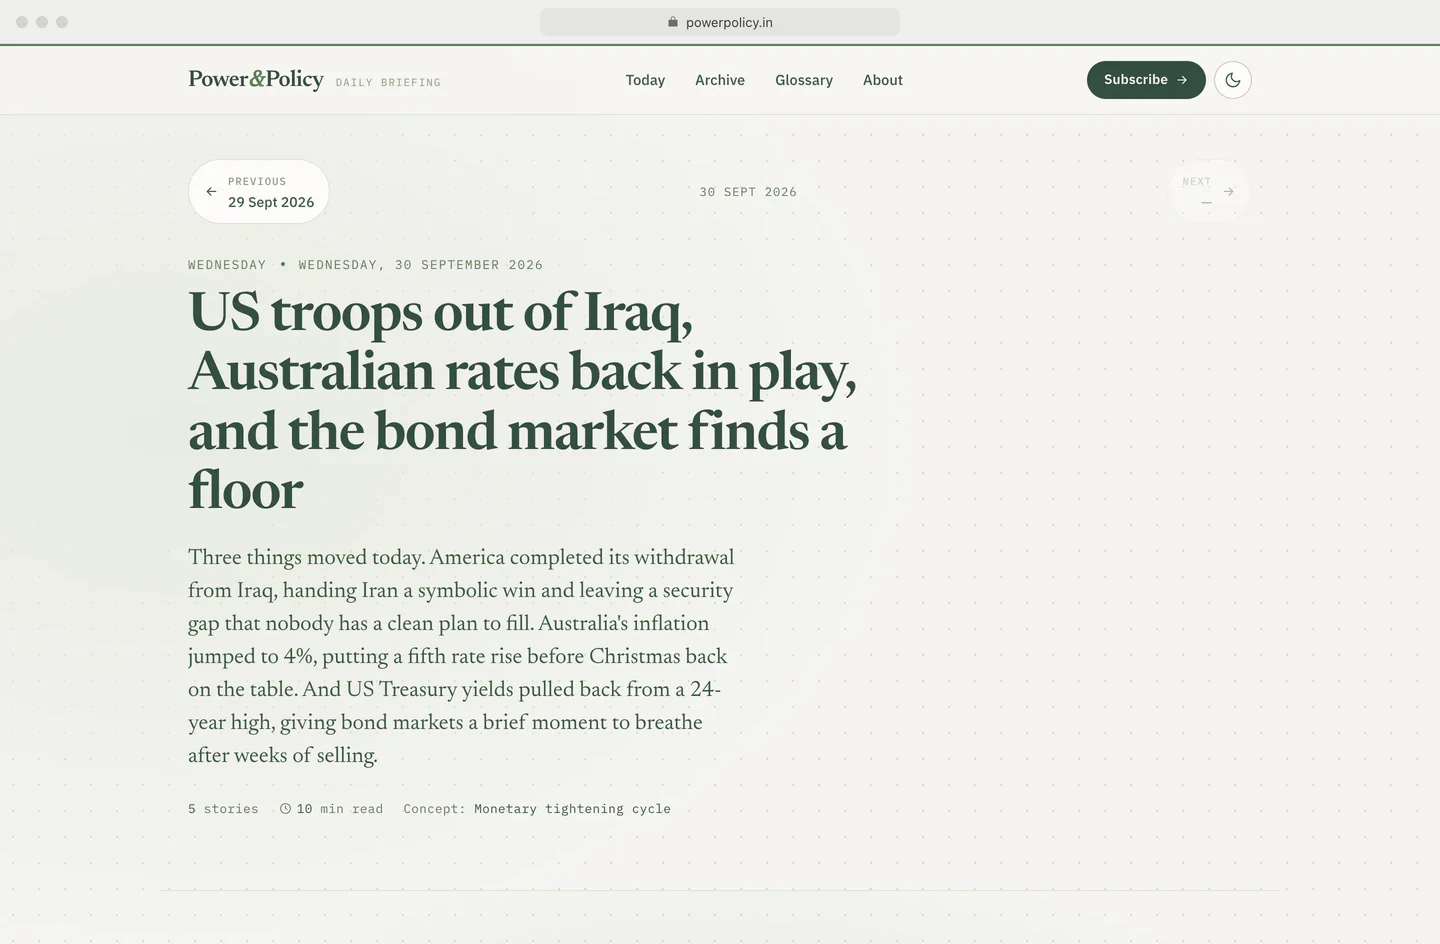 powerpolicy.in
Power&Policy DAILY BRIEFING
Today Archive Glossary About
Subscribe →
← PREVIOUS
29 Sept 2026
30 SEPT 2026
NEXT →
—
WEDNESDAY • WEDNESDAY, 30 SEPTEMBER 2026
US troops out of Iraq,
Australian rates back in play,
and the bond market finds a
floor
Three things moved today. America completed its withdrawal
from Iraq, handing Iran a symbolic win and leaving a security
gap that nobody has a clean plan to fill. Australia's inflation
jumped to 4%, putting a fifth rate rise before Christmas back
on the table. And US Treasury yields pulled back from a 24-
year high, giving bond markets a brief moment to breathe
after weeks of selling.
5 stories · 10 min read Concept: Monetary tightening cycle